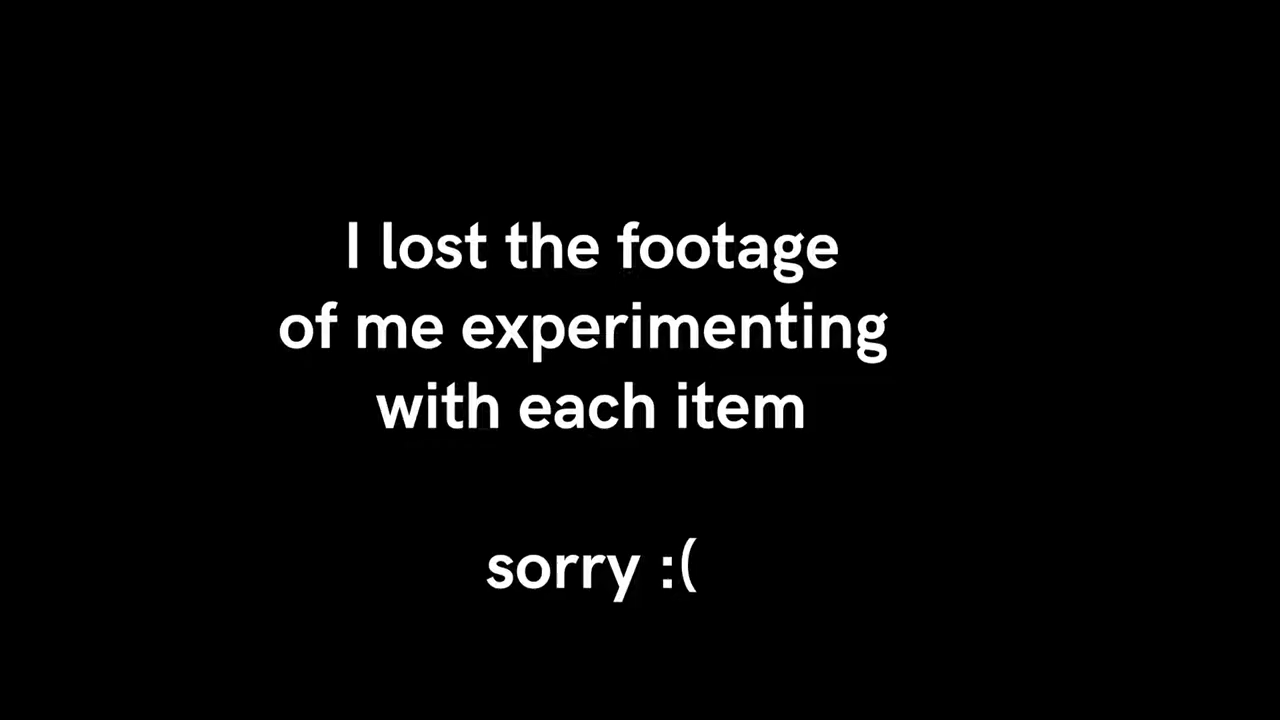 I lost the footage
of me experimenting
with each item
sorry :(